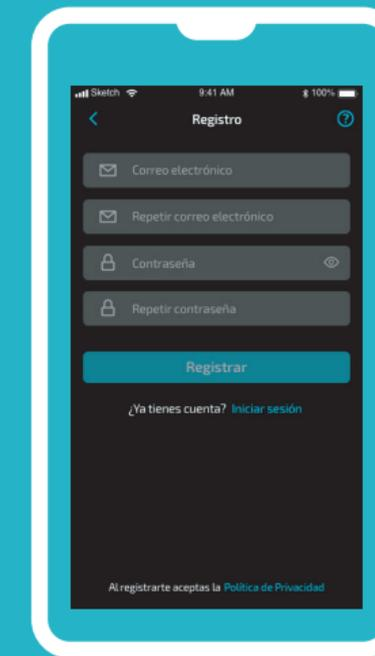 Sketch 9:41 AM 100%
Registro ?
Correo electrónico
Repetir correo electrónico
Contraseña
Repetir contraseña
Registrar
¿Ya tienes cuenta? Iniciar sesión
Al registrarte aceptas la Política de Privacidad